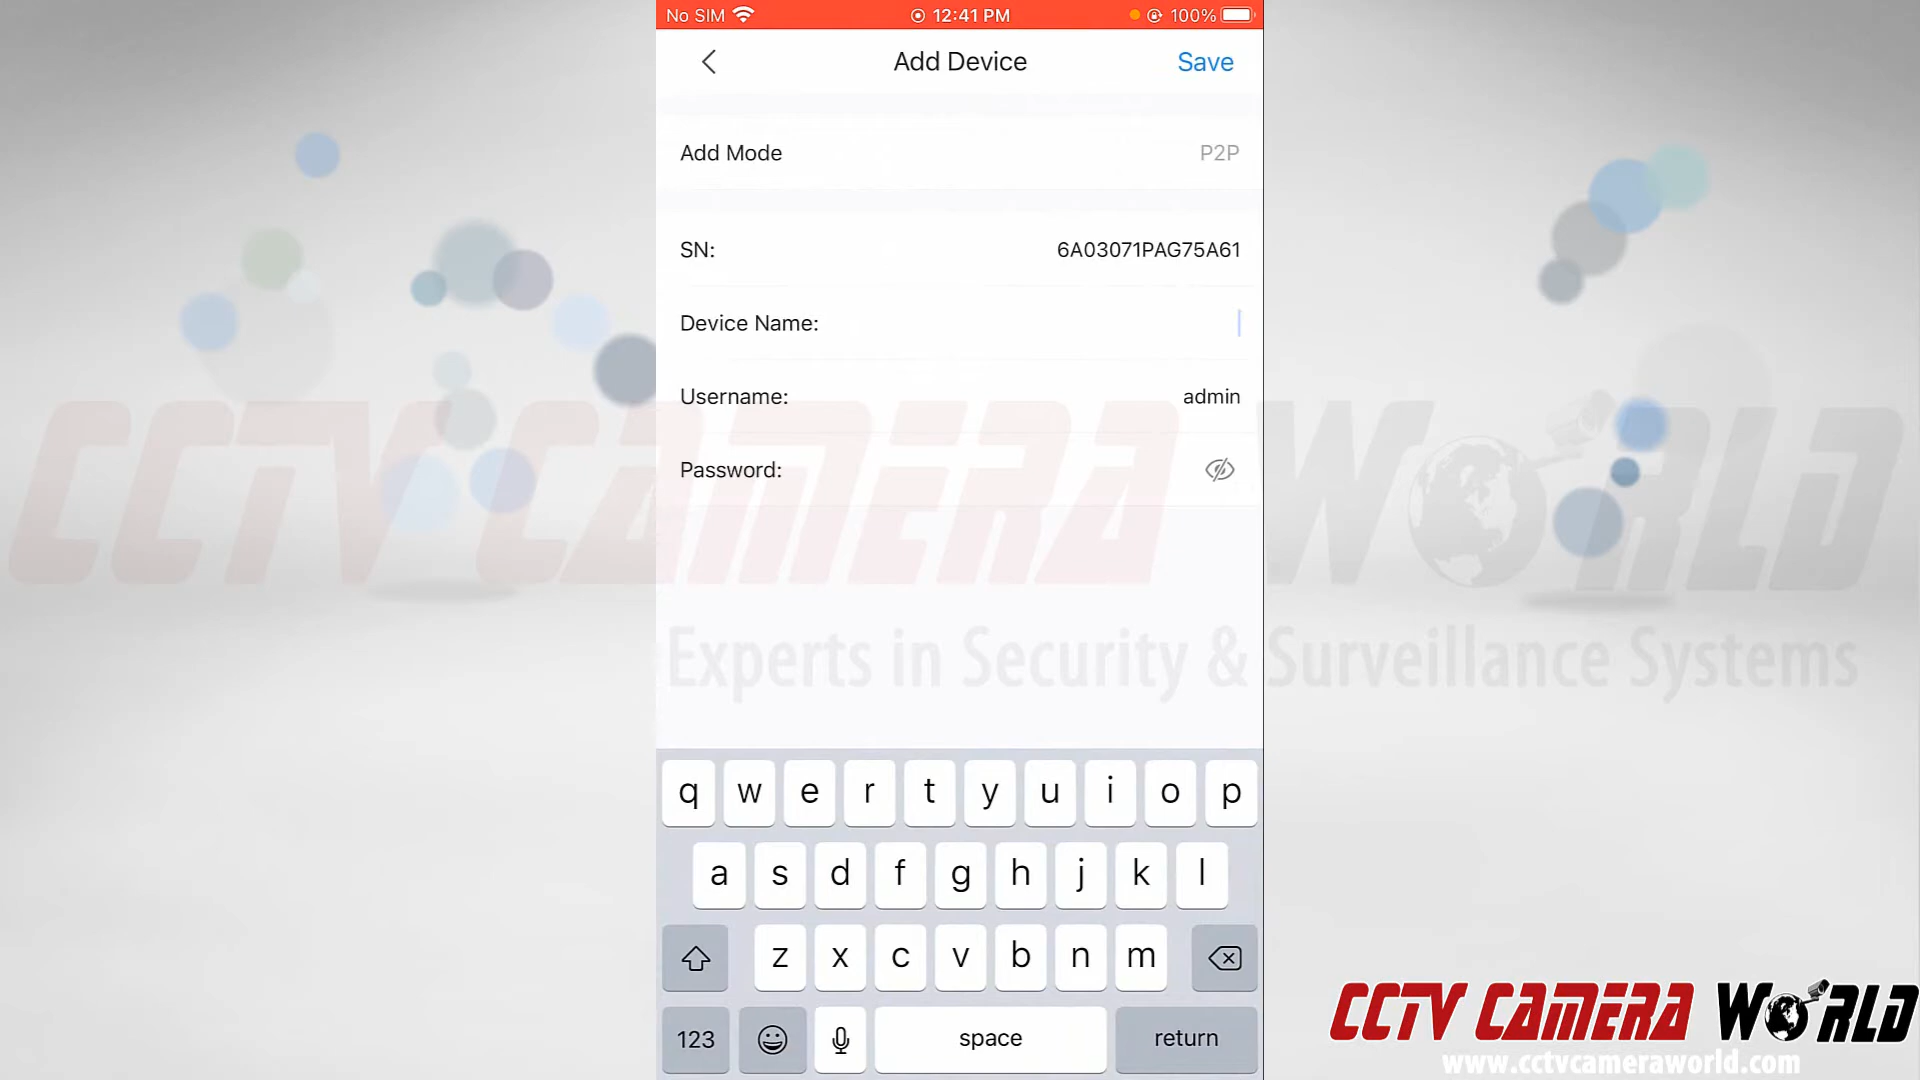 No SIM 12:41 PM 100%
Add Device Save
Add Mode P2P
SN: 6A03071PAG75A61
Device Name:
Username: admin
Password:
CCTV CAMERA WORLD
Experts in Security & Surveillance Systems
q w e r t y u i o p
a s d f g h j k l
z x c v b n m
123 space return
CCTV CAMERA WORLD
www.cctvcameraworld.com